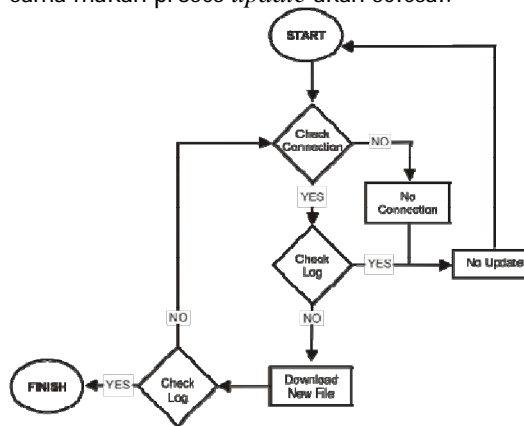 sama makan proses update akan selesai.
START
Check
Connection
NO
YES
No
Connection
Check
Log
YES
No Update
NO
NO
Download
New File
Check
Log
YES
FINISH